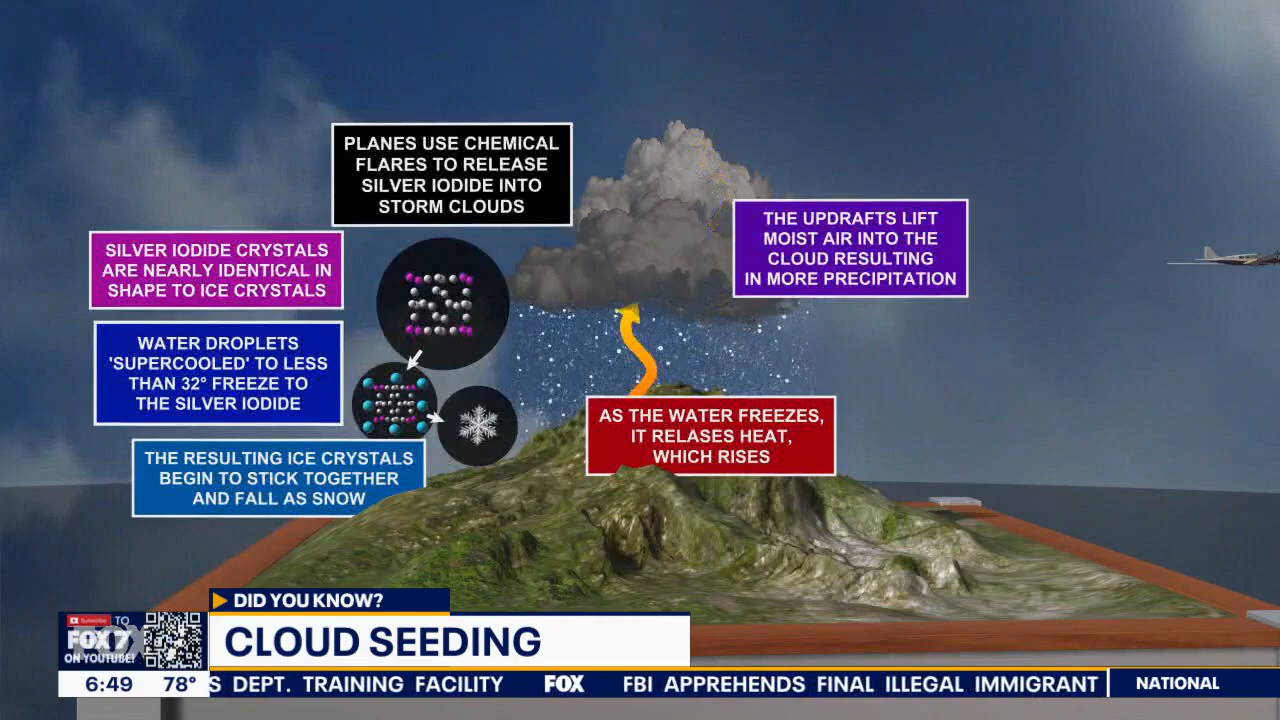 PLANES USE CHEMICAL
FLARES TO RELEASE
SILVER IODIDE INTO
STORM CLOUDS
SILVER IODIDE CRYSTALS
ARE NEARLY IDENTICAL IN
SHAPE TO ICE CRYSTALS
THE UPDRAFTS LIFT
MOIST AIR INTO THE
CLOUD RESULTING
IN MORE PRECIPITATION
WATER DROPLETS
'SUPERCOOLED' TO LESS
THAN 32° FREEZE TO
THE SILVER IODIDE
AS THE WATER FREEZES,
IT RELASES HEAT,
WHICH RISES
THE RESULTING ICE CRYSTALS
BEGIN TO STICK TOGETHER
AND FALL AS SNOW
DID YOU KNOW?
CLOUD SEEDING
Subscribe TO
FOX 7
ON YOUTUBE!
6:49 78° S DEPT. TRAINING FACILITY FOX FBI APPREHENDS FINAL ILLEGAL IMMIGRANT NATIONAL